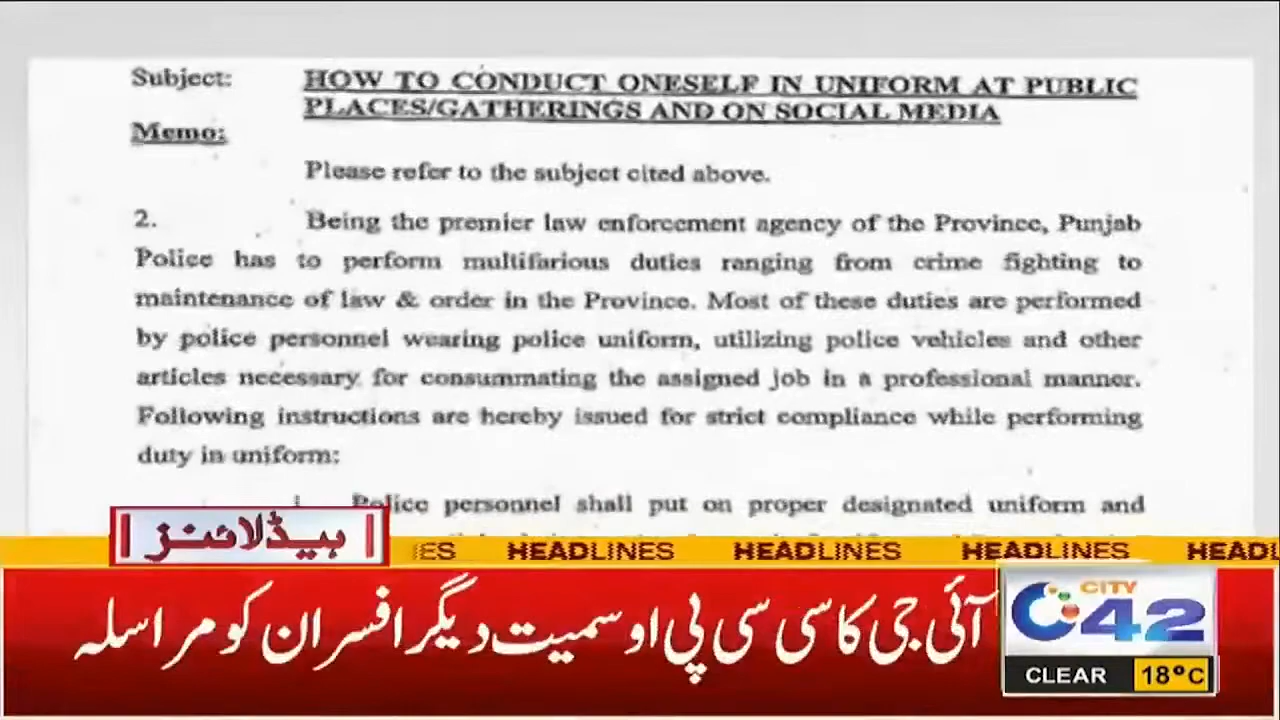 Subject: HOW TO CONDUCT ONESELF IN UNIFORM AT PUBLIC
PLACES/GATHERINGS AND ON SOCIAL MEDIA
Memo:
Please refer to the subject cited above.
2. Being the premier law enforcement agency of the Province, Punjab
Police has to perform multifarious duties ranging from crime fighting to
maintenance of law & order in the Province. Most of these duties are performed
by police personnel wearing police uniform, utilizing police vehicles and other
articles necessary for consummating the assigned job in a professional manner.
Following instructions are hereby issued for strict compliance while performing
duty in uniform:
i. Police personnel shall put on proper designated uniform and
ہیڈلائنز
IES HEADLINES HEADLINES HEADLINES HEADL
آئی جی کا سی سی پی او سمیت دیگر افسران کو مراسلہ
CITY
42
CLEAR 18°C